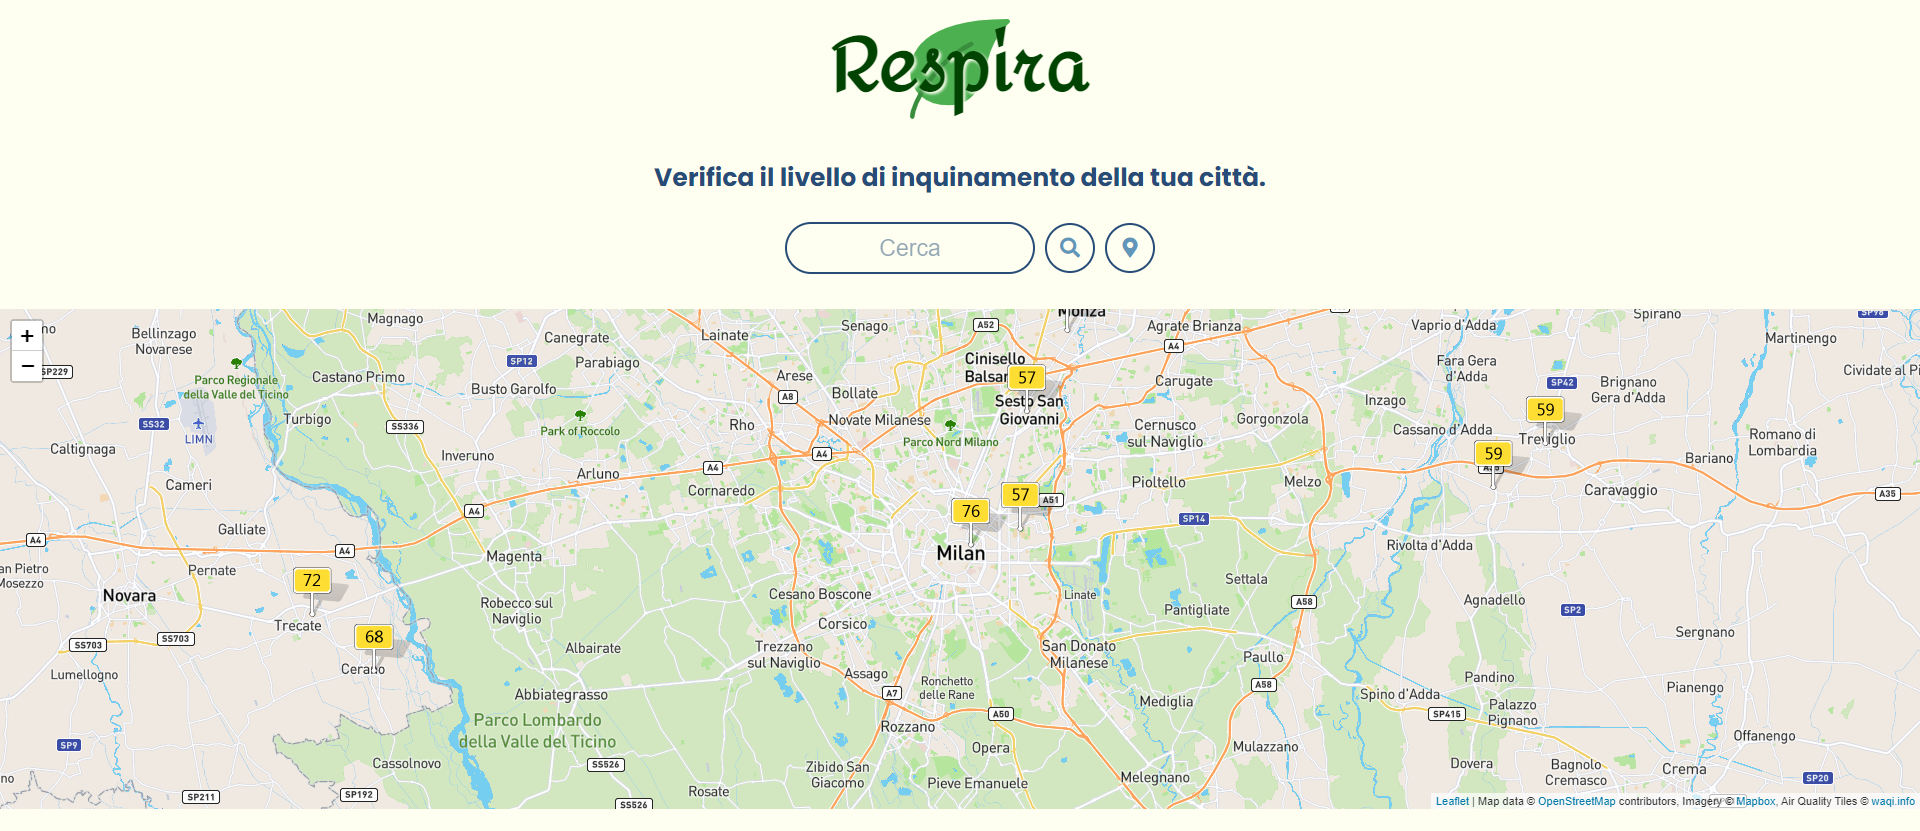 Respira
Verifica il livello di inquinamento della tua città.
Cerca
+
−
Magnago
Bellinzago
Novarese
SP229
Parco Regionale
della Valle del Ticino
Castano Primo
Turbigo
SS32
LIMN
Caltignaga
Cameri
SS336
Inveruno
Canegrate
SP12
Parabiago
Busto Garolfo
Park of Roccolo
Arluno
Lainate
Senago
A52
Arese
A8
Bollate
Rho
Novate Milanese
A4
A4
Cornaredo
A4
Cinisello
57
Sesto San
Giovanni
Parco Nord Milano
Monza
Agrate Brianza
A4
Carugate
Cernusco
sul Naviglio
Gorgonzola
Pioltello
Melzo
Inzago
Vaprio d'Adda
Fara Gera
d'Adda
Cassano d'Adda
SP42
Brignano
Gera d'Adda
Spirano
SP98
Martinengo
Cividate al
59
Treviglio
59
Romano di
Lombardia
Bariano
Caravaggio
A35
57
A51
76
Milan
SP14
Rivolta d'Adda
Galliate
A4
A4
Pernate
Magenta
Novara
72
Trecate
68
Cerano
SS703
SS703
Lumellogno
Robecco sul
Naviglio
Albairate
Abbiategrasso
Cesano Boscone
Corsico
Trezzano
sul Naviglio
Assago
A7
Ronchetto
delle Rane
Linate
San Donato
Milanese
Settala
Pantigliate
A58
Paullo
A58
Mediglia
Agnadello
SP2
Sergnano
Pandino
Spino d'Adda
SP415
Palazzo
Pignano
Pianengo
Offanengo
Parco Lombardo
della Valle del Ticino
SP9
Cassolnovo
SS526
SP211
SP192
SS526
Rosate
Rozzano
A50
Opera
Zibido San
Giacomo
Pieve Emanuele
Melegnano
Mulazzano
Dovera
Bagnolo
Cremasco
Crema
SP20
Leaflet | Map data © OpenStreetMap contributors, Imagery © Mapbox, Air Quality Tiles © waqi.info